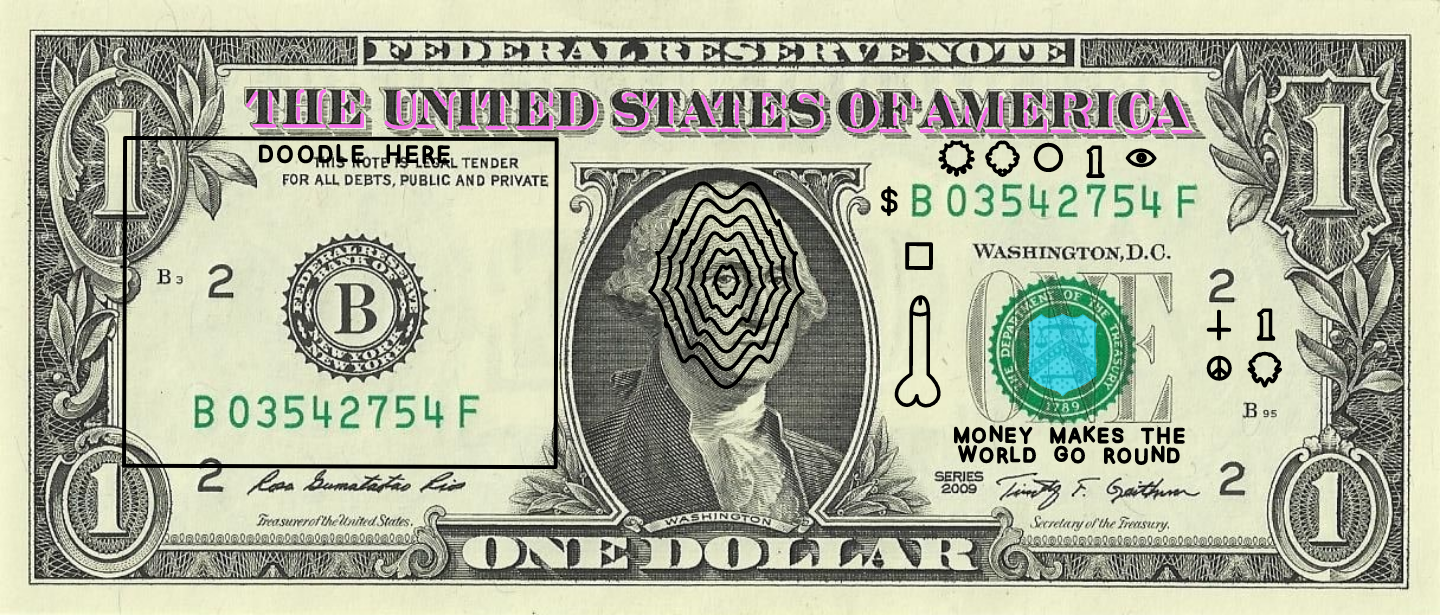 FEDERAL RESERVE NOTE
THE UNITED STATES OF AMERICA
DOODLE HERE
THIS NOTE IS LEGAL TENDER
FOR ALL DEBTS, PUBLIC AND PRIVATE
1
1
1
$ B 03542754 F
WASHINGTON, D.C.
B 3
2
FEDERAL RESERVE
BANK OF
B
NEW YORK
NEW YORK
ONE
THE DEPARTMENT OF THE TREASURY
1789
2
+ 1
B 95
B 03542754 F
MONEY MAKES THE
WORLD GO ROUND
2
Rosa Gumataotao Rios
Treasurer of the United States.
SERIES
2009
Timothy F. Geithner
Secretary of the Treasury.
2
WASHINGTON
1
ONE DOLLAR
1